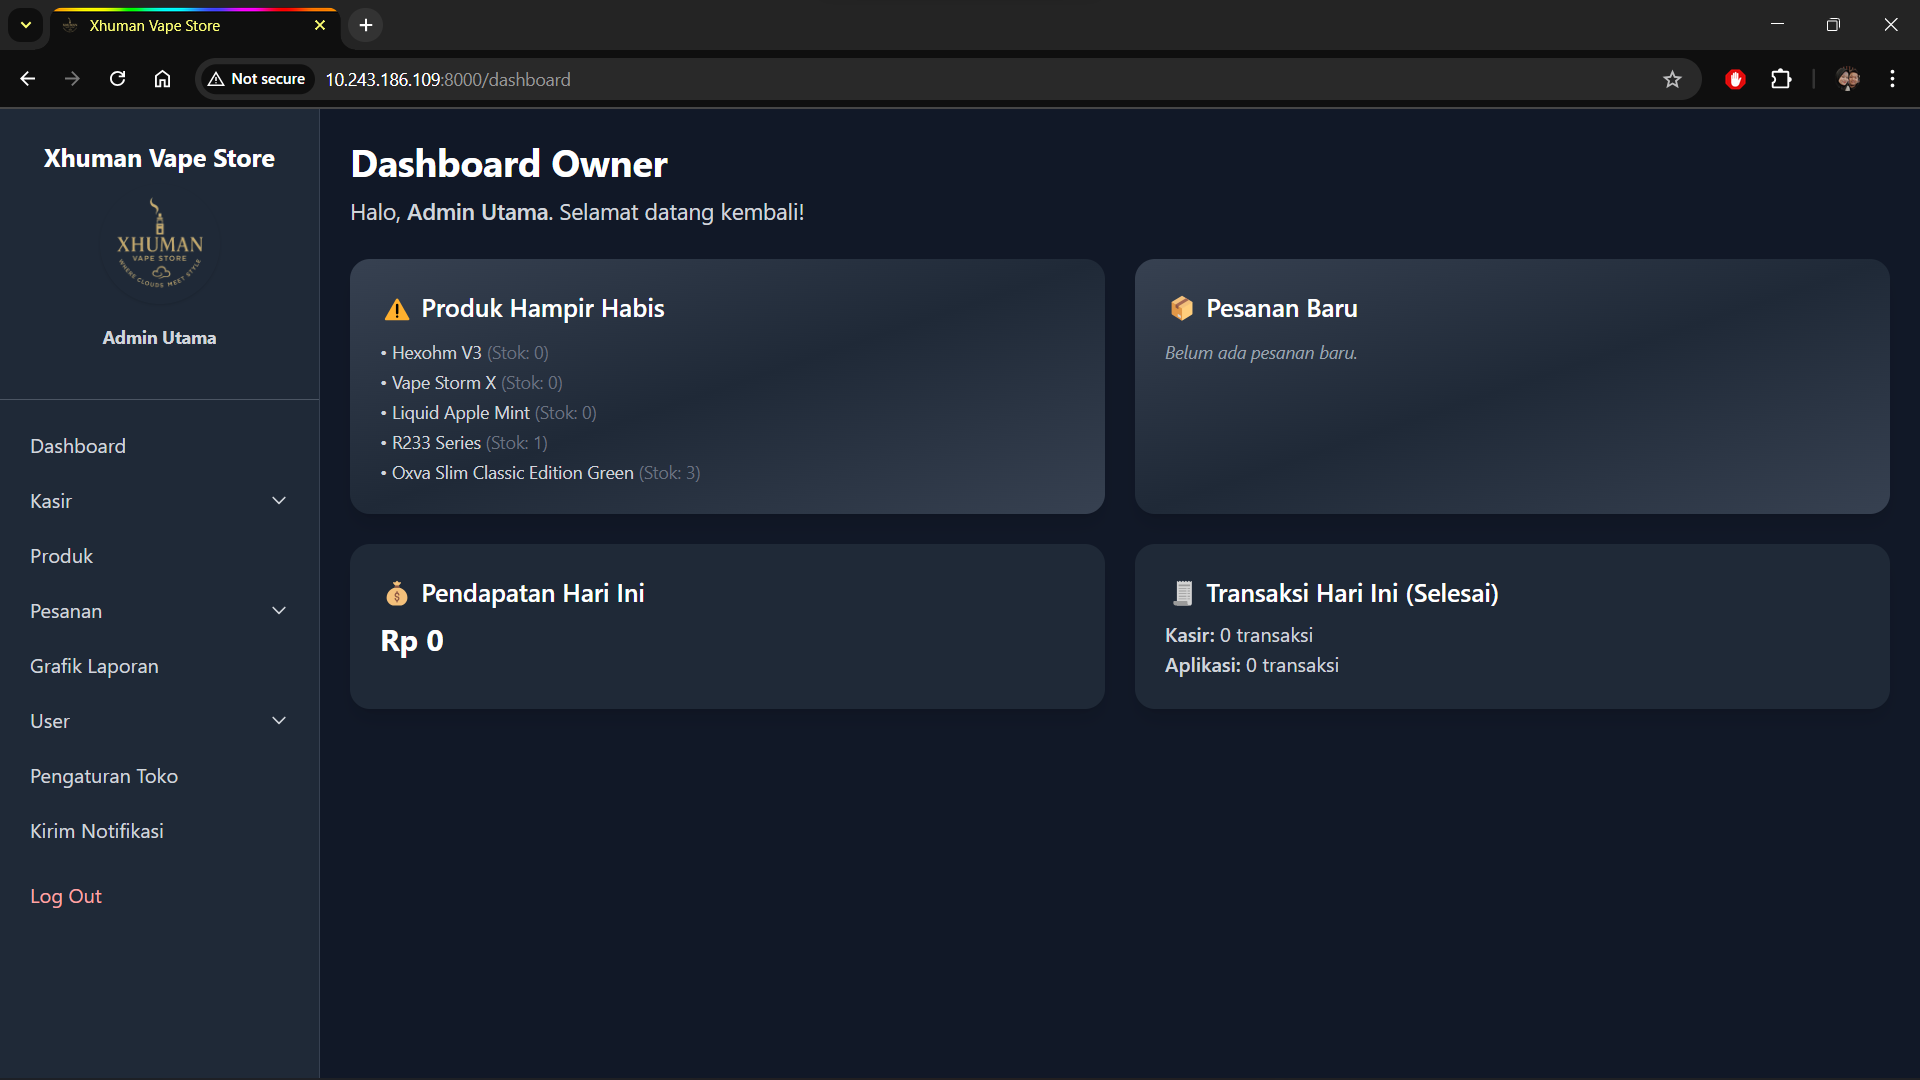 Xhuman Vape Store
Not secure
10.243.186.109:8000/dashboard
Xhuman Vape Store
XHUMAN
VAPE STORE
WHERE CLOUDS MEET STYLE
Admin Utama
Dashboard
Kasir
Produk
Pesanan
Grafik Laporan
User
Pengaturan Toko
Kirim Notifikasi
Log Out
Dashboard Owner
Halo, Admin Utama. Selamat datang kembali!
Produk Hampir Habis
• Hexohm V3 (Stok: 0)
• Vape Storm X (Stok: 0)
• Liquid Apple Mint (Stok: 0)
• R233 Series (Stok: 1)
• Oxva Slim Classic Edition Green (Stok: 3)
Pesanan Baru
Belum ada pesanan baru.
Pendapatan Hari Ini
Rp 0
Transaksi Hari Ini (Selesai)
Kasir: 0 transaksi
Aplikasi: 0 transaksi